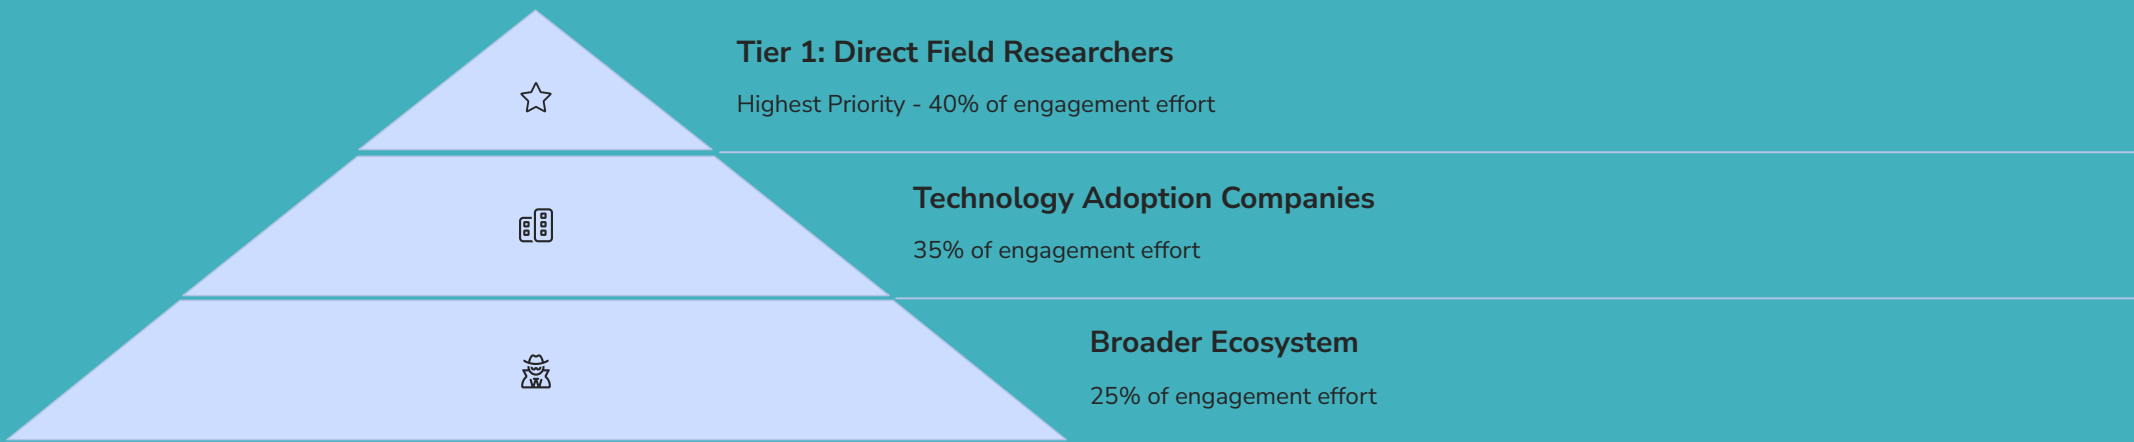 Tier 1: Direct Field Researchers
Highest Priority - 40% of engagement effort
Technology Adoption Companies
35% of engagement effort
Broader Ecosystem
25% of engagement effort